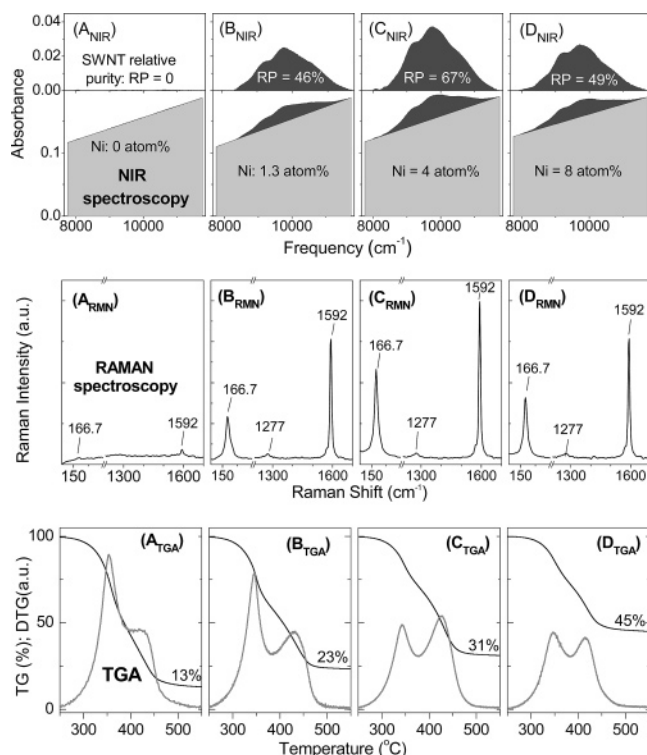 (A_NIR) (B_NIR) (C_NIR) (D_NIR)
0.04
0.02
0.00
SWNT relative
purity: RP = 0
RP = 46%
RP = 67%
RP = 49%
Absorbance
0.1
0.0
Ni: 0 atom%
NIR
spectroscopy
Ni: 1.3 atom%
Ni = 4 atom%
Ni = 8 atom%
8000 10000 8000 10000 8000 10000 8000 10000
Frequency (cm⁻¹)
Raman Intensity (a.u.)
(A_RMN) (B_RMN) (C_RMN) (D_RMN)
RAMAN
spectroscopy
166.7 1592
166.7 1277 1592
166.7 1277 1592
166.7 1277 1592
150 1300 1600 150 1300 1600 150 1300 1600 150 1300 1600
Raman Shift (cm⁻¹)
TG (%); DTG(a.u.)
100
50
0
(A_TGA) (B_TGA) (C_TGA) (D_TGA)
TGA
13% 23% 31% 45%
300 400 500 300 400 500 300 400 500 300 400 500
Temperature (°C)